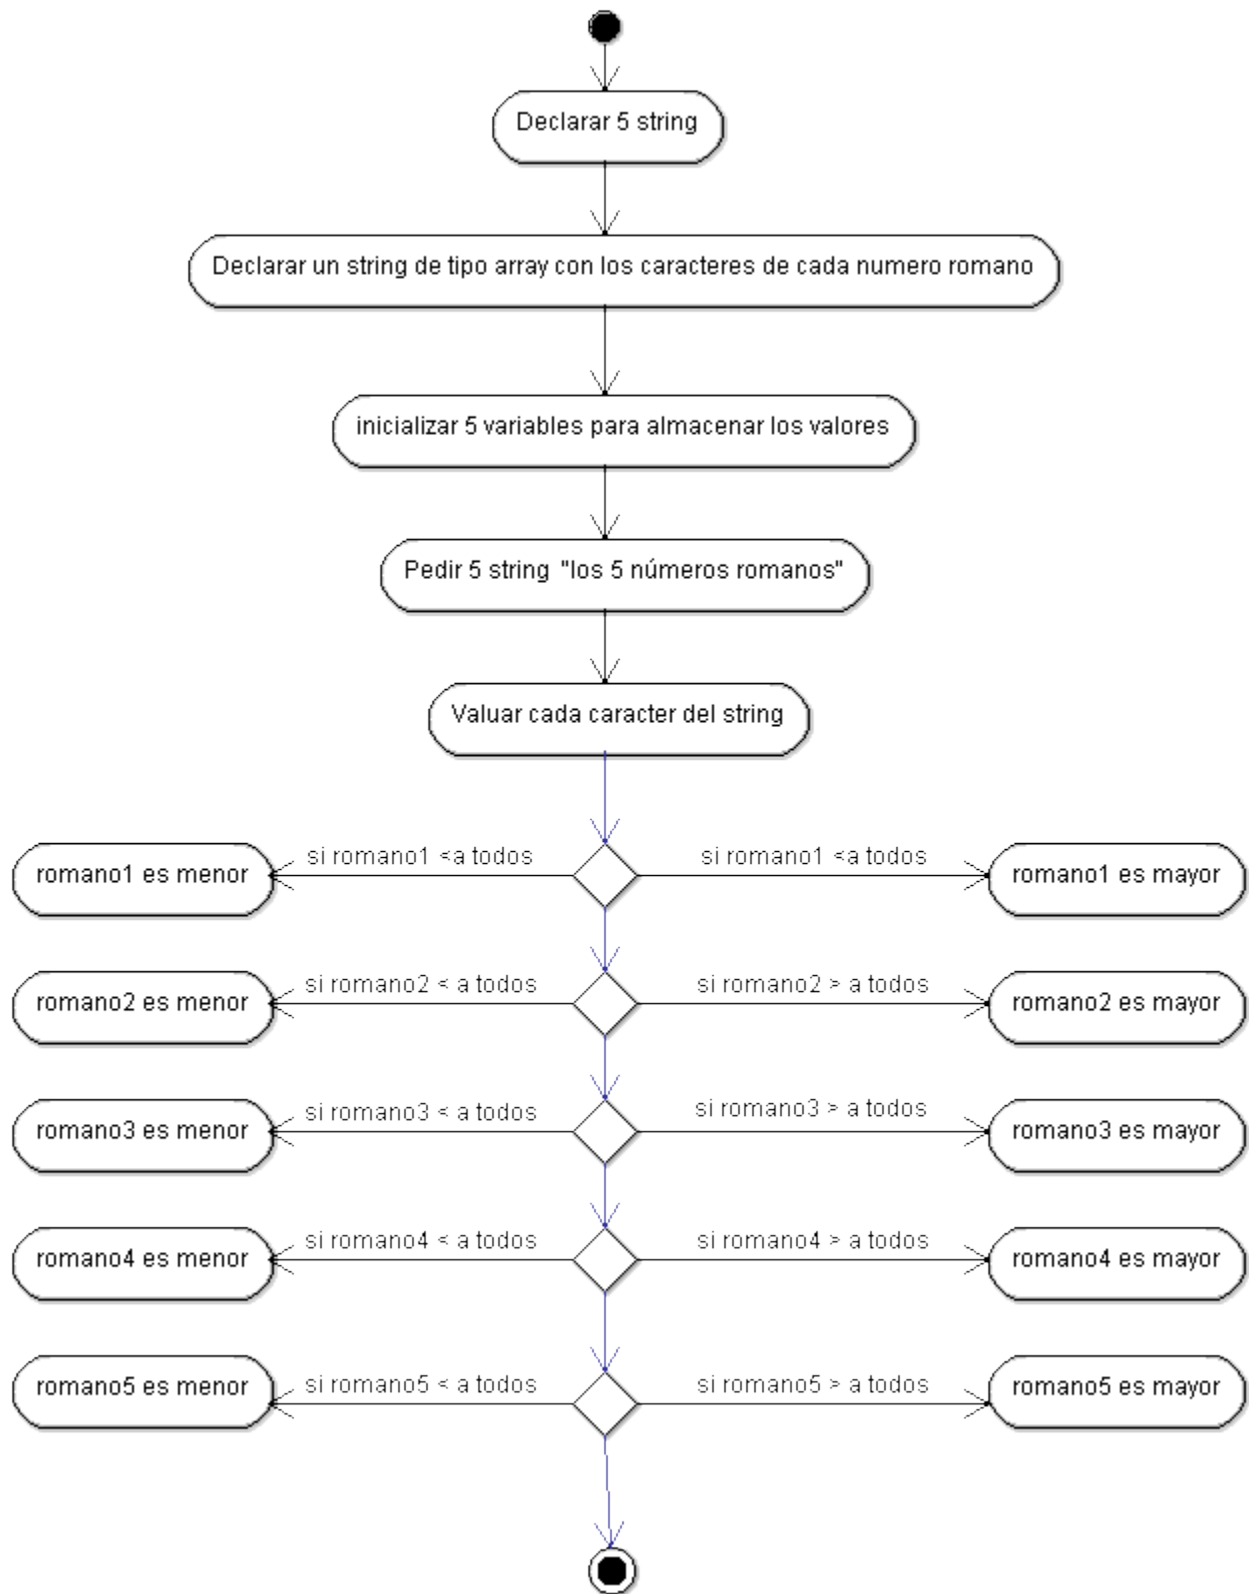 Declarar 5 string
Declarar un string de tipo array con los caracteres de cada numero romano
inicializar 5 variables para almacenar los valores
Pedir 5 string "los 5 números romanos"
Valuar cada caracter del string
romano1 es menor
si romano1 <a todos
si romano1 <a todos
romano1 es mayor
romano2 es menor
si romano2 < a todos
si romano2 > a todos
romano2 es mayor
romano3 es menor
si romano3 < a todos
si romano3 > a todos
romano3 es mayor
romano4 es menor
si romano4 < a todos
si romano4 > a todos
romano4 es mayor
romano5 es menor
si romano5 < a todos
si romano5 > a todos
romano5 es mayor